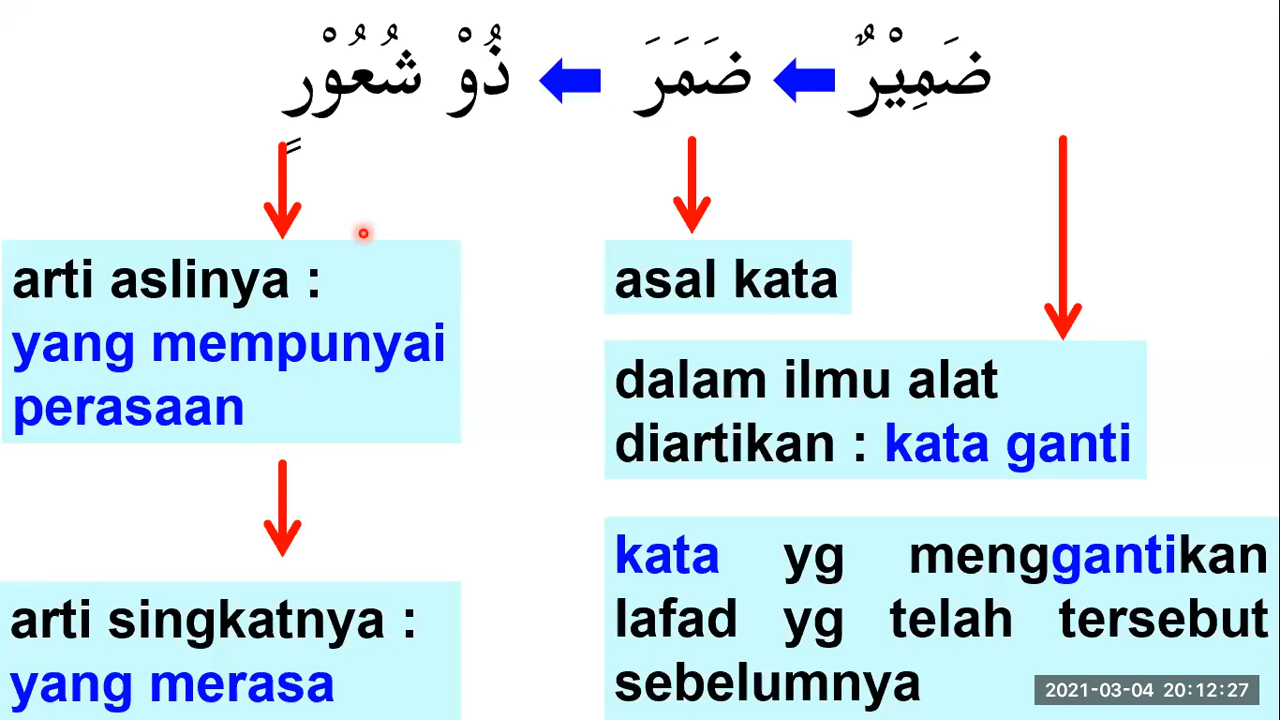 ضَمِيْرٌ ضَمَرَ ذُوْ شُعُوْرٍ
arti aslinya :
yang mempunyai
perasaan
asal kata
dalam ilmu alat
diartikan : kata ganti
arti singkatnya :
yang merasa
kata yg menggantikan
lafad yg telah tersebut
sebelumnya
2021-03-04 20:12:27